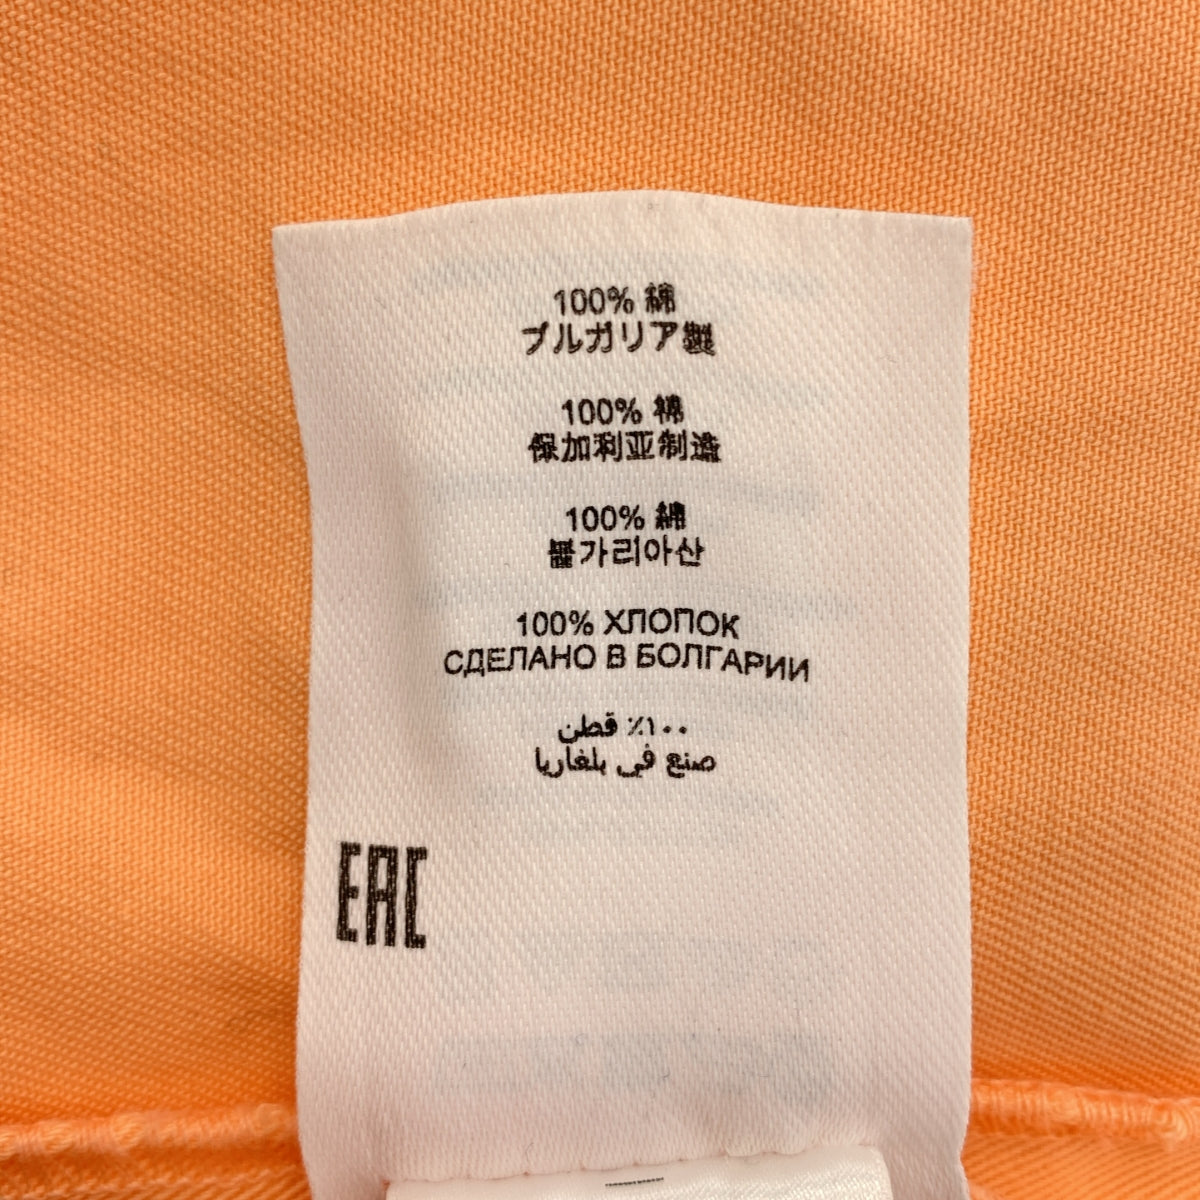 100% 綿
ブルガリア製
100% 棉
保加利亚制造
100% 綿
불가리아산
100% ХЛОПОК
СДЕЛАНО В БОЛГАРИИ
١٠٠٪ قطن
صنع في بلغاريا
EAC